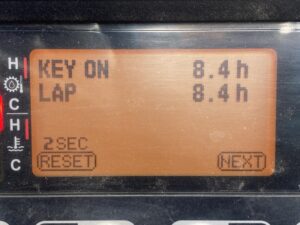 H KEY ON 8.4h
LAP 8.4h
C
H
2SEC
C RESET NEXT